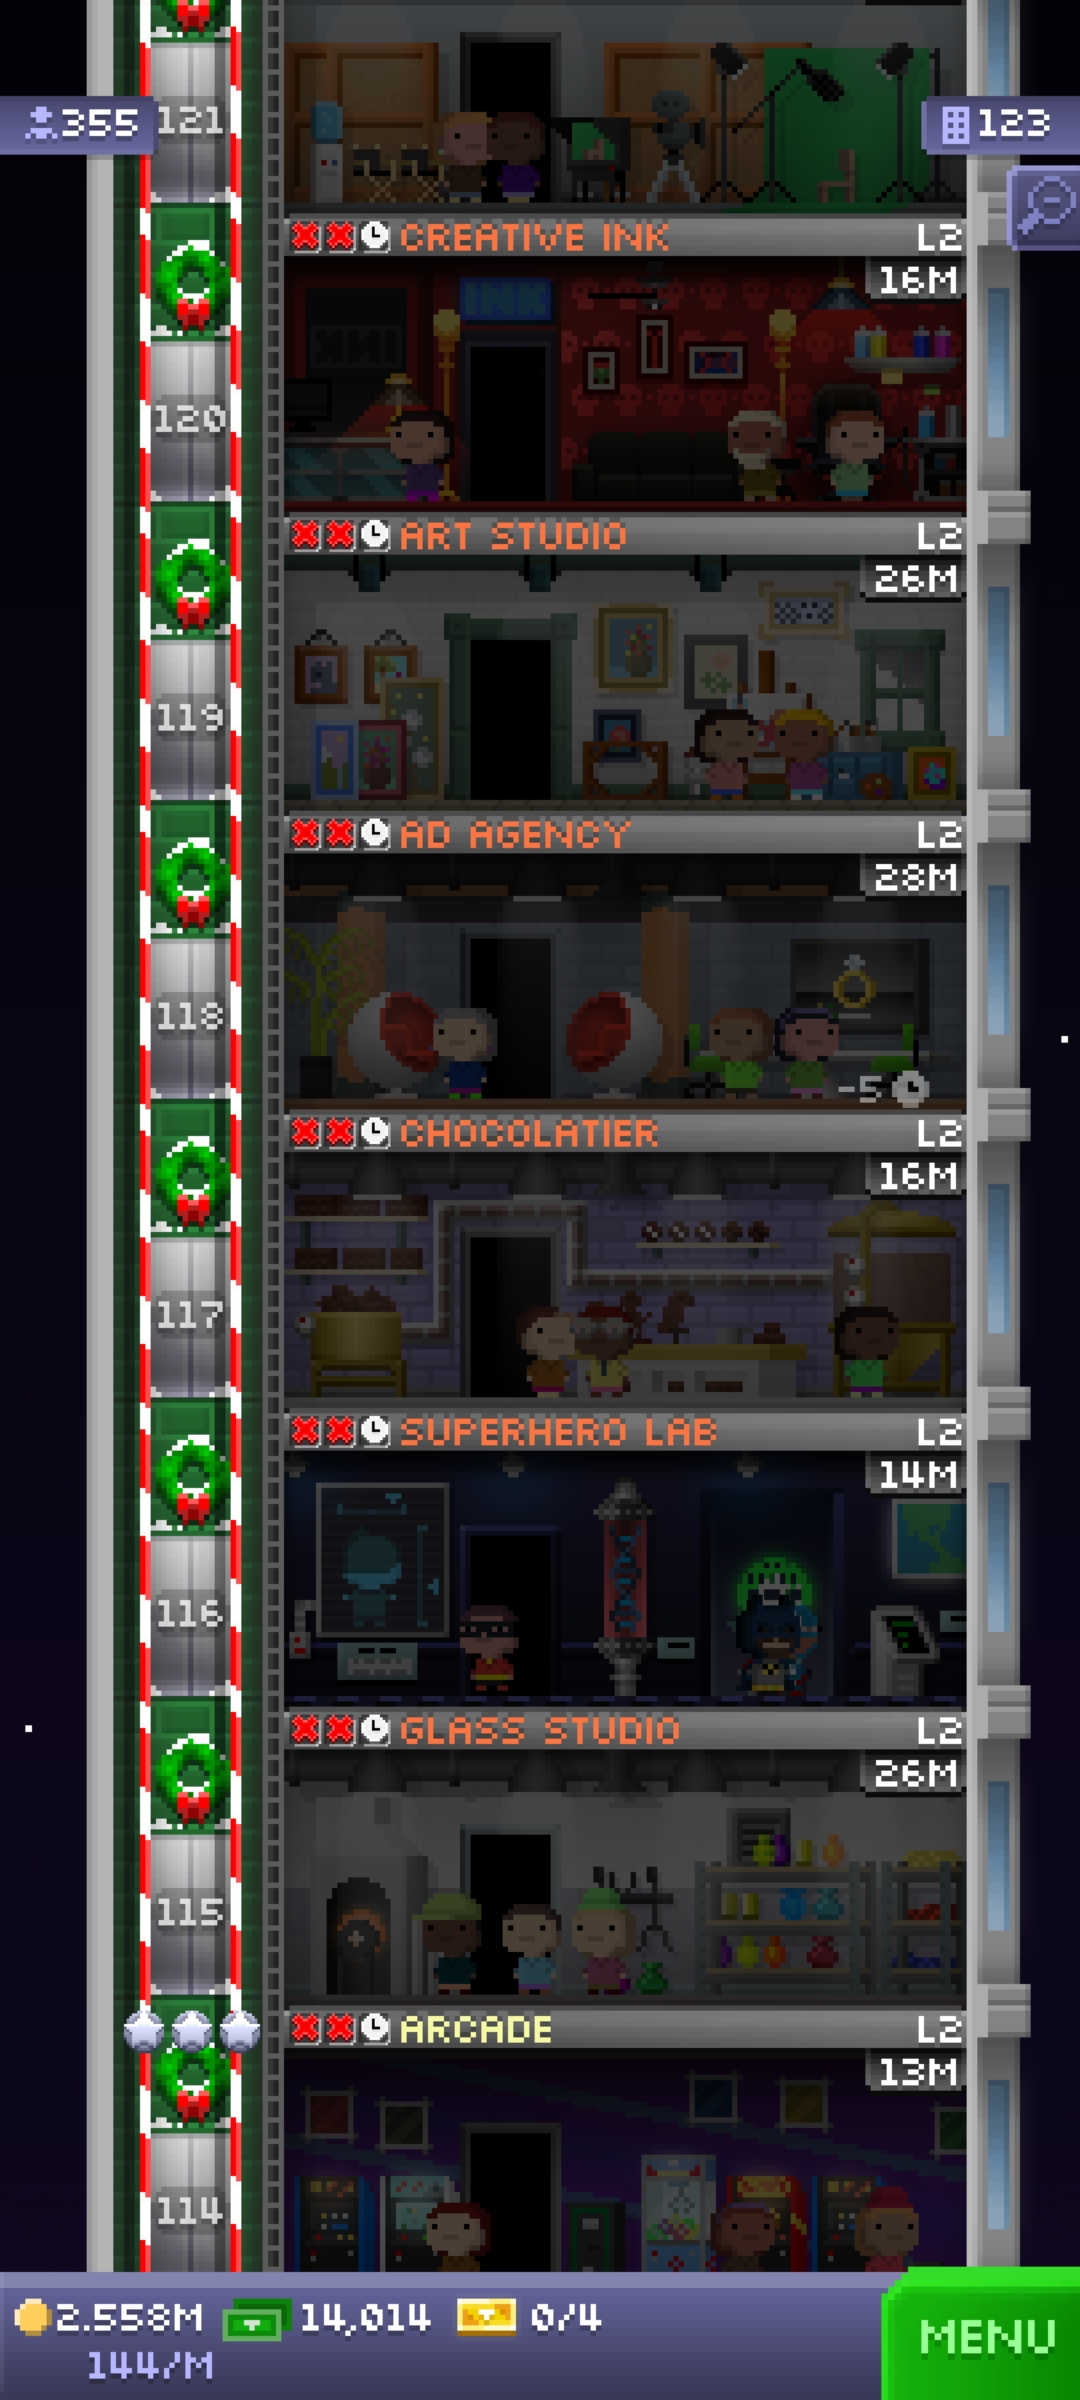 355
121
123
CREATIVE INK
L2
16M
INK
INK
120
ART STUDIO
L2
26M
119
AD AGENCY
L2
28M
118
-5
CHOCOLATIER
L2
16M
117
SUPERHERO LAB
L2
14M
116
GLASS STUDIO
L2
26M
115
ARCADE
L2
13M
114
2.558M
14,014
0/4
144/M
MENU